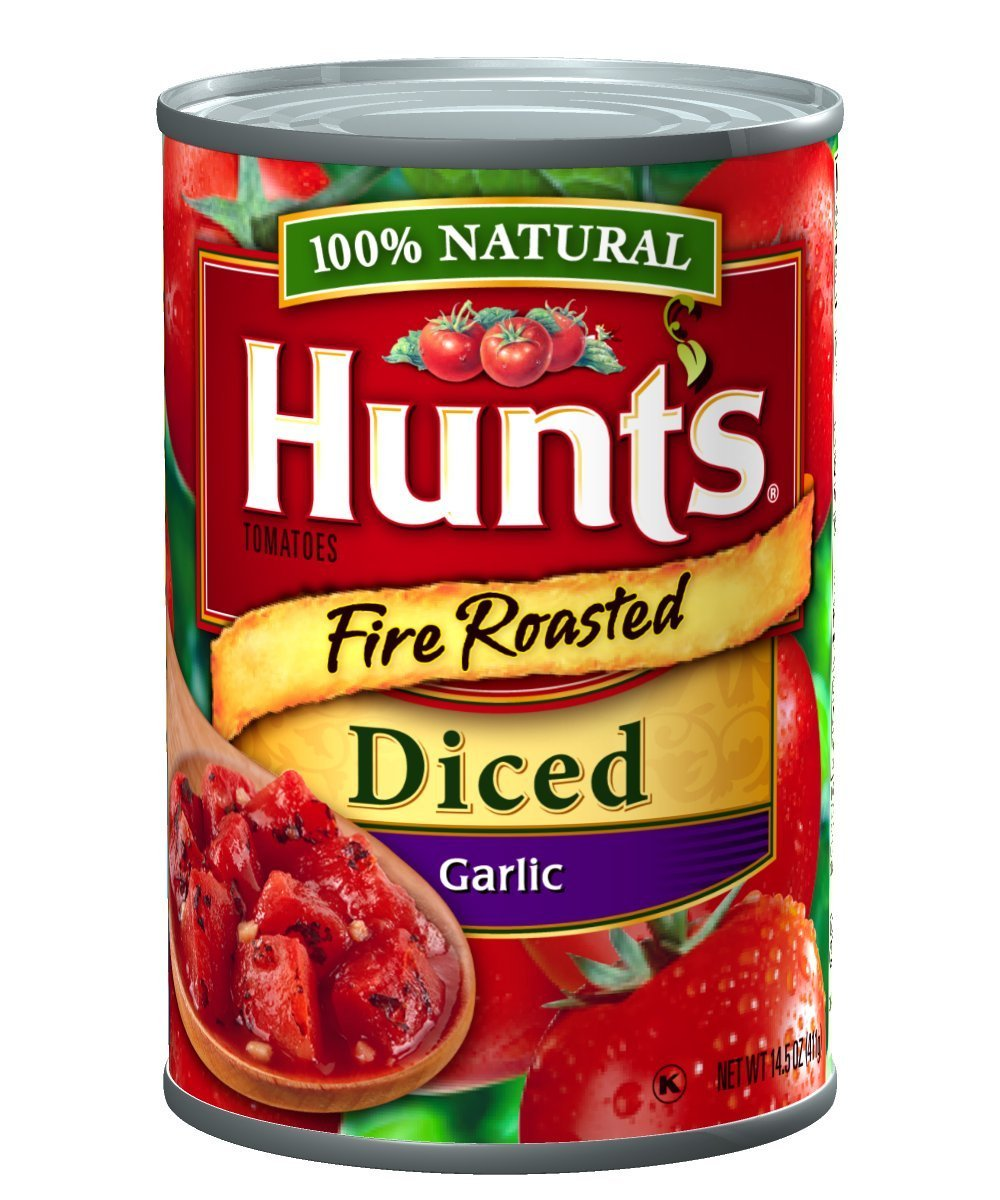 100% NATURAL
Hunt's®
TOMATOES
Fire Roasted
Diced
Garlic
K
NET WT 14.5 OZ (411g)